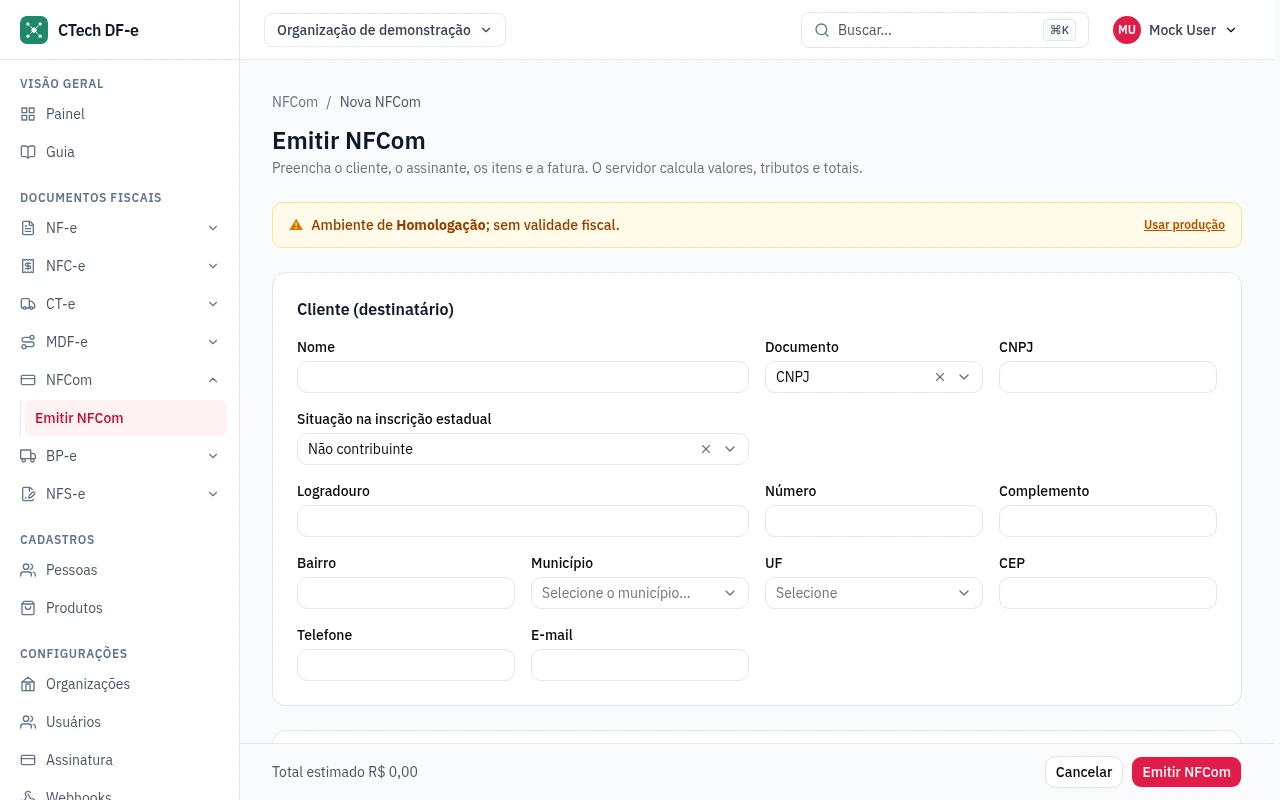 CTech DF-e
Organização de demonstração
Buscar...
⌘K
MU
Mock User
VISÃO GERAL
Painel
Guia
DOCUMENTOS FISCAIS
NF-e
NFC-e
CT-e
MDF-e
NFCom
Emitir NFCom
BP-e
NFS-e
CADASTROS
Pessoas
Produtos
CONFIGURAÇÕES
Organizações
Usuários
Assinatura
Webhooks
NFCom / Nova NFCom
Emitir NFCom
Preencha o cliente, o assinante, os itens e a fatura. O servidor calcula valores, tributos e totais.
Ambiente de Homologação; sem validade fiscal.
Usar produção
Cliente (destinatário)
Nome
Documento
CNPJ
CNPJ
Situação na inscrição estadual
Não contribuinte
Logradouro
Número
Complemento
Bairro
Município
UF
CEP
Selecione o município...
Selecione
Telefone
E-mail
Total estimado R$ 0,00
Cancelar
Emitir NFCom